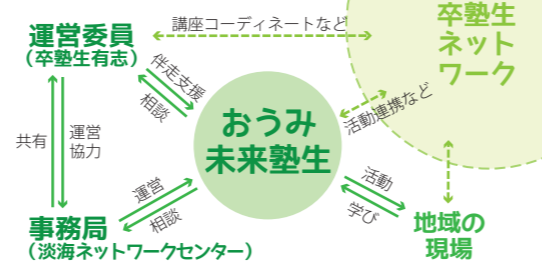 講座コーディネートなど
卒塾生
ネット
ワーク
運営委員
（卒塾生有志）
伴走支援
相談
活動連携など
おうみ
未来塾生
共有
運営
協力
運営
相談
活動
学び
事務局
（淡海ネットワークセンター）
地域の
現場